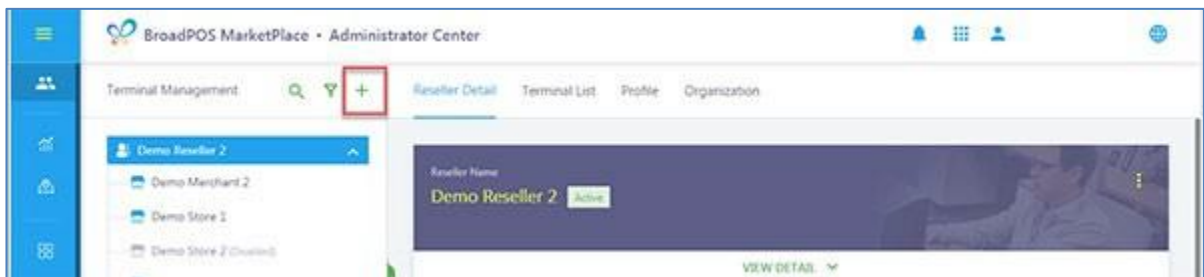 BroadPOS MarketPlace • Administrator Center
Terminal Management
Reseller Detail Terminal List Profile Organization
Demo Reseller 2
Demo Merchant 2
Demo Store 1
Demo Store 2 (Disabled)
Reseller Name
Demo Reseller 2 Active
VIEW DETAIL